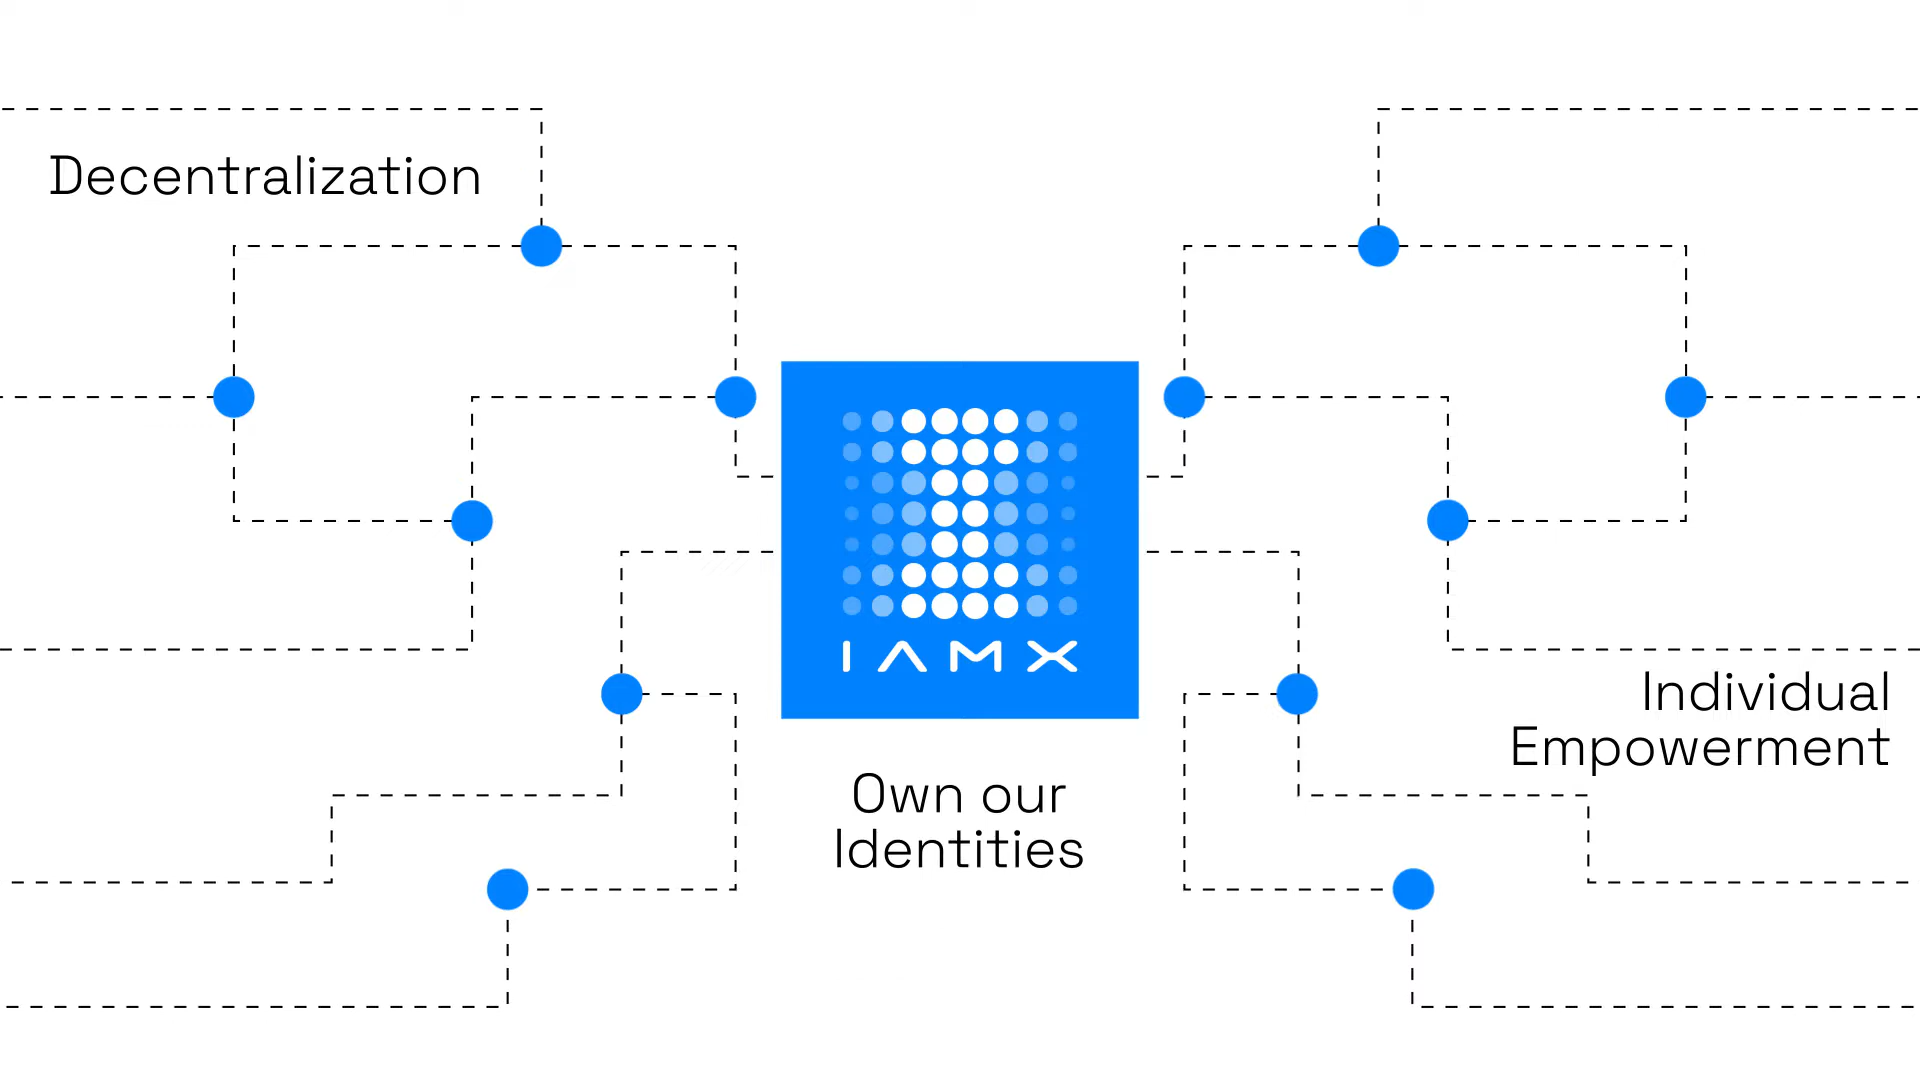 Decentralization
IAMX
Own our
Identities
Individual
Empowerment